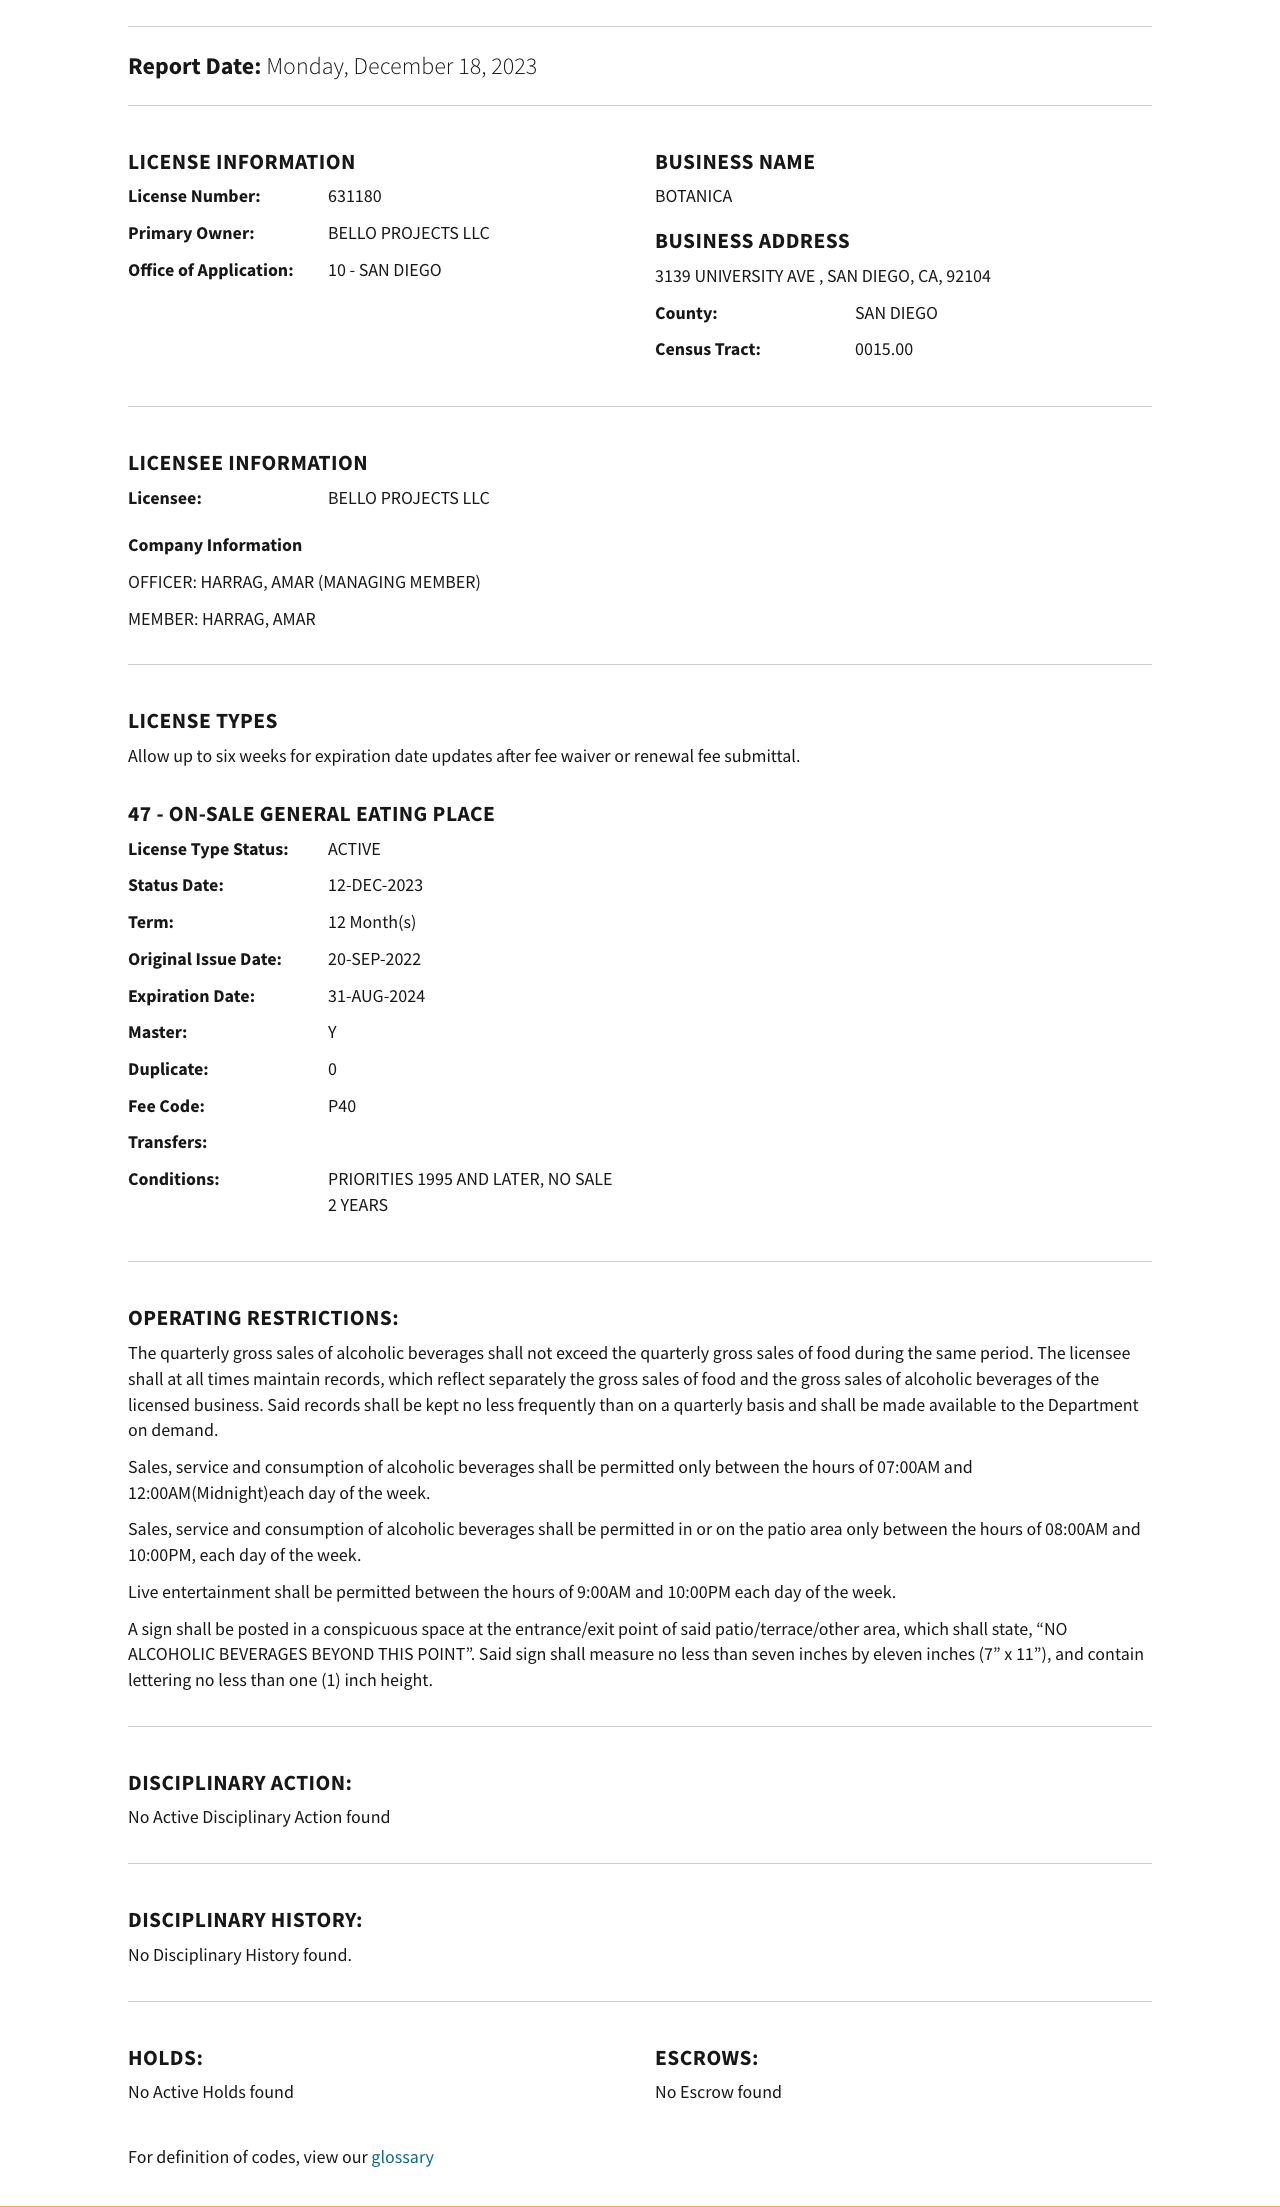 Report Date: Monday, December 18, 2023
LICENSE INFORMATION
License Number: 631180
Primary Owner: BELLO PROJECTS LLC
Office of Application: 10 - SAN DIEGO
BUSINESS NAME
BOTANICA
BUSINESS ADDRESS
3139 UNIVERSITY AVE , SAN DIEGO, CA, 92104
County: SAN DIEGO
Census Tract: 0015.00
LICENSEE INFORMATION
Licensee: BELLO PROJECTS LLC
Company Information
OFFICER: HARRAG, AMAR (MANAGING MEMBER)
MEMBER: HARRAG, AMAR
LICENSE TYPES
Allow up to six weeks for expiration date updates after fee waiver or renewal fee submittal.
47 - ON-SALE GENERAL EATING PLACE
License Type Status: ACTIVE
Status Date: 12-DEC-2023
Term: 12 Month(s)
Original Issue Date: 20-SEP-2022
Expiration Date: 31-AUG-2024
Master: Y
Duplicate: 0
Fee Code: P40
Transfers:
Conditions: PRIORITIES 1995 AND LATER, NO SALE
2 YEARS
OPERATING RESTRICTIONS:
The quarterly gross sales of alcoholic beverages shall not exceed the quarterly gross sales of food during the same period. The licensee
shall at all times maintain records, which reflect separately the gross sales of food and the gross sales of alcoholic beverages of the
licensed business. Said records shall be kept no less frequently than on a quarterly basis and shall be made available to the Department
on demand.
Sales, service and consumption of alcoholic beverages shall be permitted only between the hours of 07:00AM and
12:00AM(Midnight)each day of the week.
Sales, service and consumption of alcoholic beverages shall be permitted in or on the patio area only between the hours of 08:00AM and
10:00PM, each day of the week.
Live entertainment shall be permitted between the hours of 9:00AM and 10:00PM each day of the week.
A sign shall be posted in a conspicuous space at the entrance/exit point of said patio/terrace/other area, which shall state, “NO
ALCOHOLIC BEVERAGES BEYOND THIS POINT”. Said sign shall measure no less than seven inches by eleven inches (7” x 11”), and contain
lettering no less than one (1) inch height.
DISCIPLINARY ACTION:
No Active Disciplinary Action found
DISCIPLINARY HISTORY:
No Disciplinary History found.
HOLDS:
No Active Holds found
ESCROWS:
No Escrow found
For definition of codes, view our glossary